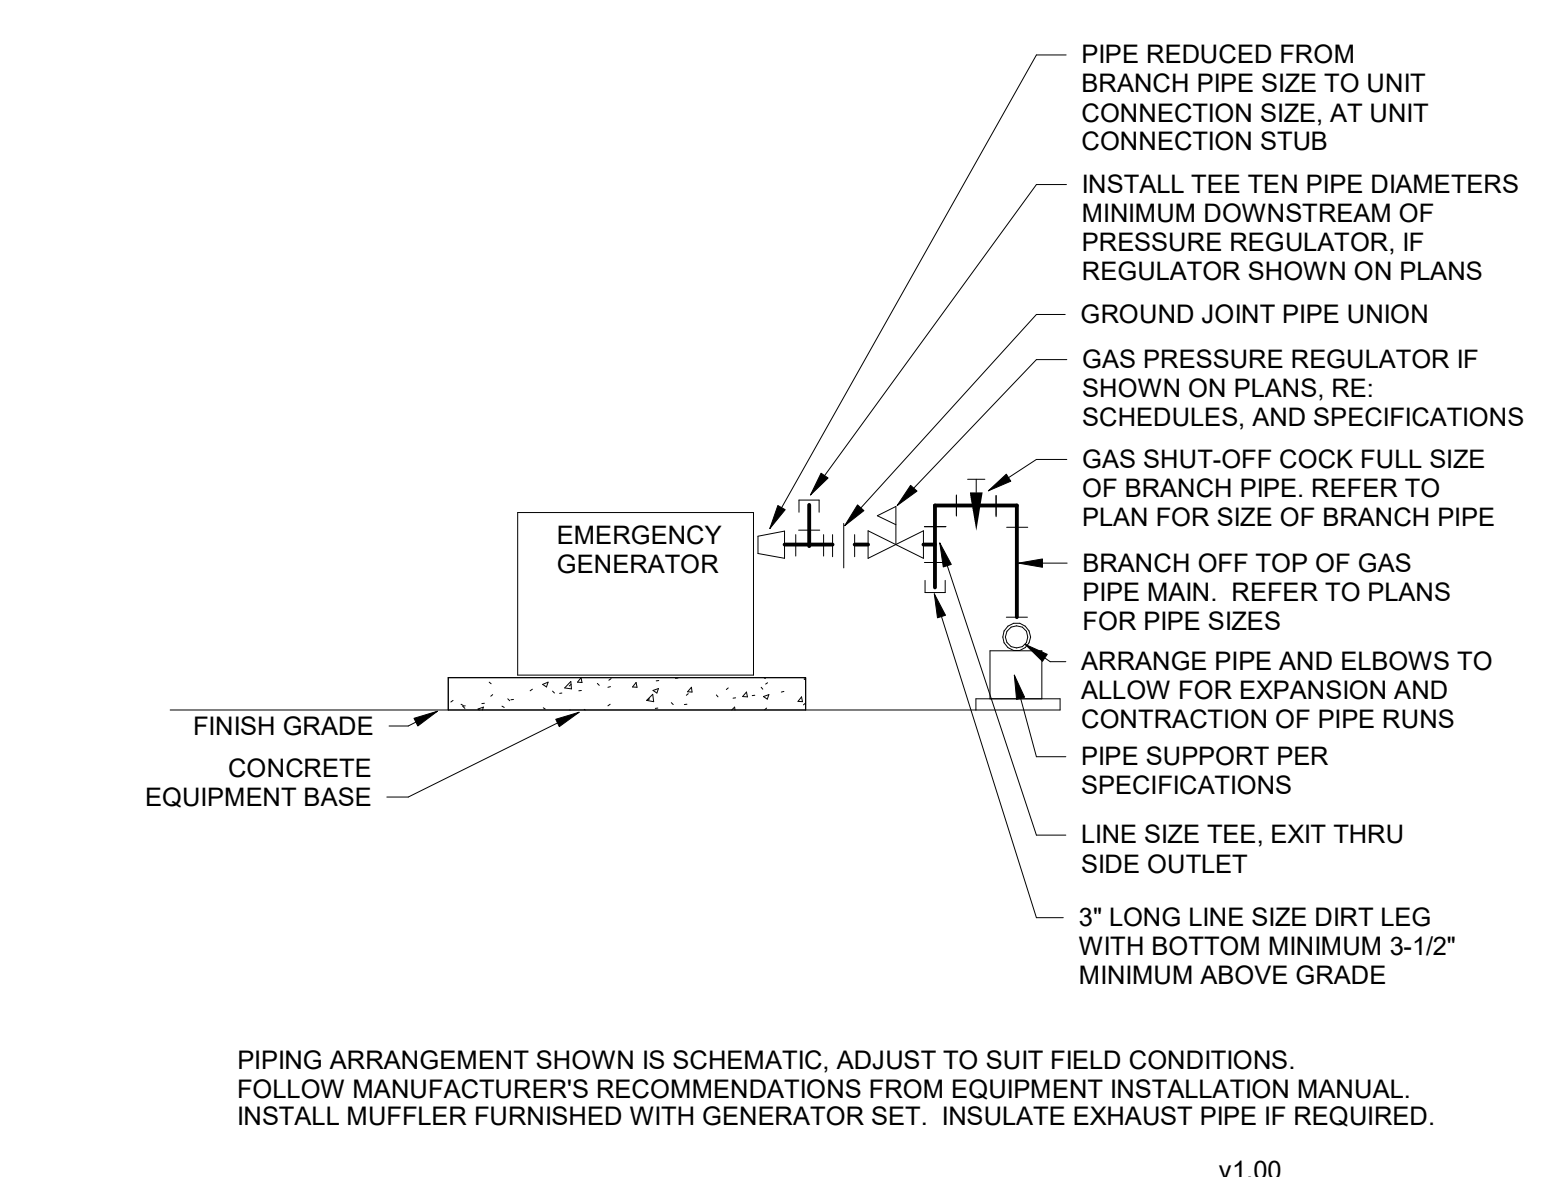 PIPE REDUCED FROM
BRANCH PIPE SIZE TO UNIT
CONNECTION SIZE, AT UNIT
CONNECTION STUB
INSTALL TEE TEN PIPE DIAMETERS
MINIMUM DOWNSTREAM OF
PRESSURE REGULATOR, IF
REGULATOR SHOWN ON PLANS
GROUND JOINT PIPE UNION
GAS PRESSURE REGULATOR IF
SHOWN ON PLANS, RE:
SCHEDULES, AND SPECIFICATIONS
GAS SHUT-OFF COCK FULL SIZE
OF BRANCH PIPE. REFER TO
PLAN FOR SIZE OF BRANCH PIPE
EMERGENCY
GENERATOR
BRANCH OFF TOP OF GAS
PIPE MAIN. REFER TO PLANS
FOR PIPE SIZES
ARRANGE PIPE AND ELBOWS TO
ALLOW FOR EXPANSION AND
CONTRACTION OF PIPE RUNS
FINISH GRADE
CONCRETE
EQUIPMENT BASE
PIPE SUPPORT PER
SPECIFICATIONS
LINE SIZE TEE, EXIT THRU
SIDE OUTLET
3" LONG LINE SIZE DIRT LEG
WITH BOTTOM MINIMUM 3-1/2"
MINIMUM ABOVE GRADE
PIPING ARRANGEMENT SHOWN IS SCHEMATIC, ADJUST TO SUIT FIELD CONDITIONS.
FOLLOW MANUFACTURER'S RECOMMENDATIONS FROM EQUIPMENT INSTALLATION MANUAL.
INSTALL MUFFLER FURNISHED WITH GENERATOR SET. INSULATE EXHAUST PIPE IF REQUIRED.
v1.00